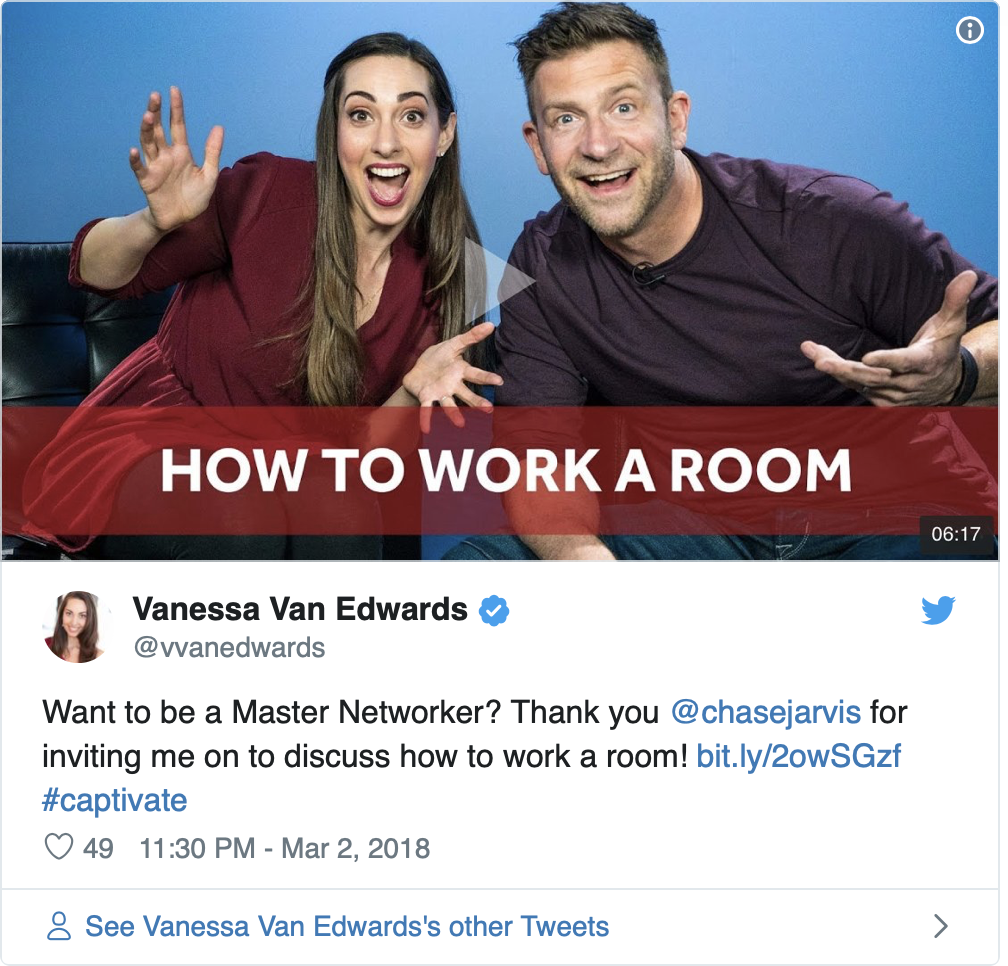 HOW TO WORK A ROOM
06:17
Vanessa Van Edwards
@vvanedwards
Want to be a Master Networker? Thank you @chasejarvis for
inviting me on to discuss how to work a room! bit.ly/2owSGzf
#captivate
49 11:30 PM - Mar 2, 2018
See Vanessa Van Edwards's other Tweets